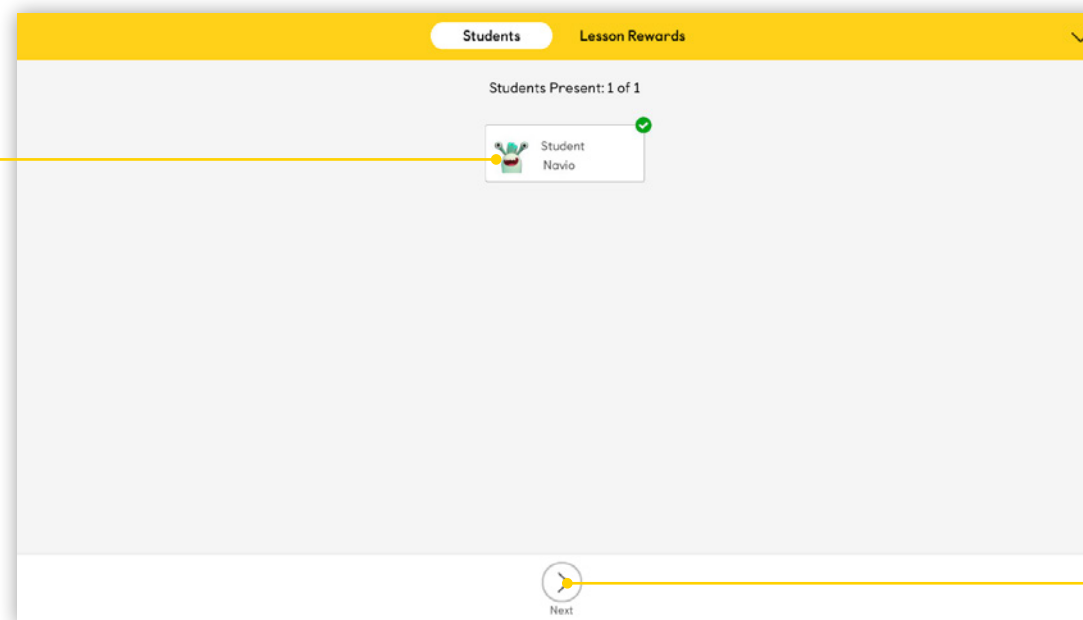 Students Lesson Rewards
Students Present: 1 of 1
Student
Navio
Next